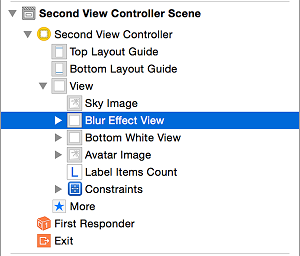 Second View Controller Scene
Second View Controller
Top Layout Guide
Bottom Layout Guide
View
Sky Image
Blur Effect View
Bottom White View
Avatar Image
L Label Items Count
Constraints
More
First Responder
Exit